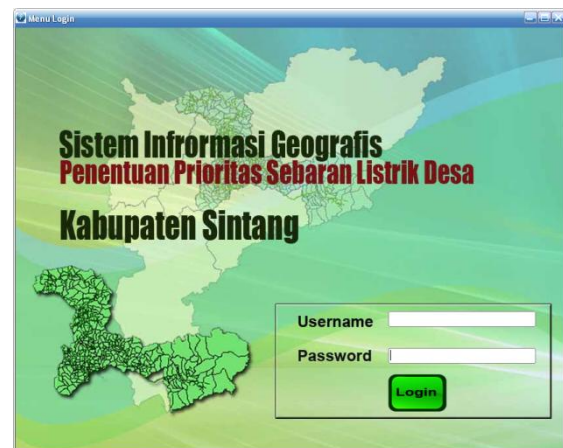 Menu Login
Sistem Infrormasi Geografis
Penentuan Prioritas Sebaran Listrik Desa
Kabupaten Sintang
Username
Password
Login